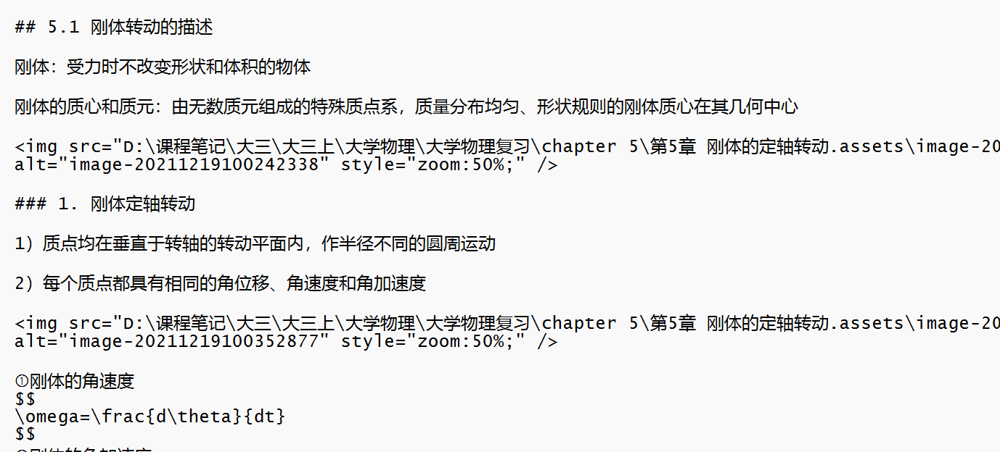 ## 5.1 刚体转动的描述
刚体：受力时不改变形状和体积的物体
刚体的质心和质元：由无数质元组成的特殊质点系，质量分布均匀、形状规则的刚体质心在其几何中心
<img src="D:\课程笔记\大三\大三上\大学物理\大学物理复习\chapter 5\第5章 刚体的定轴转动.assets\image-20
alt="image-20211219100242338" style="zoom:50%;" />
### 1. 刚体定轴转动
1）质点均在垂直于转轴的转动平面内，作半径不同的圆周运动
2）每个质点都具有相同的角位移、角速度和角加速度
<img src="D:\课程笔记\大三\大三上\大学物理\大学物理复习\chapter 5\第5章 刚体的定轴转动.assets\image-20
alt="image-20211219100352877" style="zoom:50%;" />
①刚体的角速度
$$
\omega=\frac{d\theta}{dt}
$$